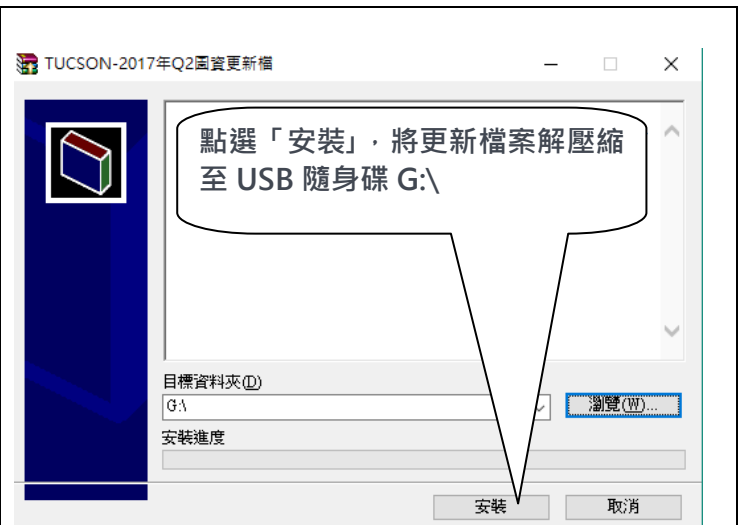 TUCSON-2017年Q2圖資更新檔
點選「安裝」，將更新檔案解壓縮
至 USB 隨身碟 G:\
目標資料夾(D)
G:\
瀏覽(W)...
安裝進度
安裝
取消